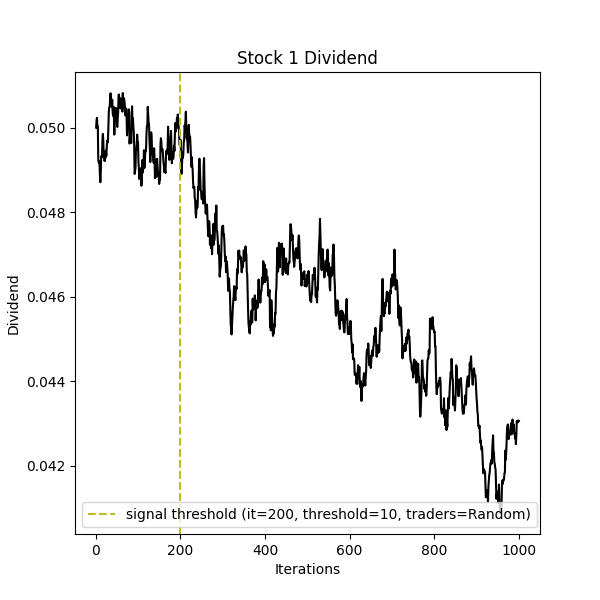 Stock 1 Dividend
Dividend
0.050
0.048
0.046
0.044
0.042
signal threshold (it=200, threshold=10, traders=Random)
0 200 400 600 800 1000
Iterations